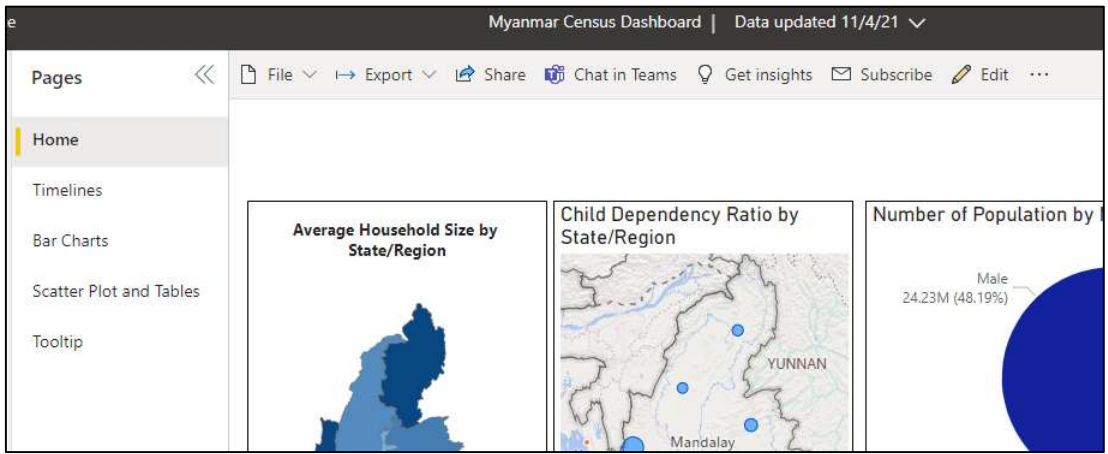 e
Myanmar Census Dashboard | Data updated 11/4/21
Pages
File Export Share Chat in Teams Get insights Subscribe Edit ...
Home
Timelines
Bar Charts
Scatter Plot and Tables
Tooltip
Average Household Size by
State/Region
Child Dependency Ratio by
State/Region
YUNNAN
Mandalay
Number of Population by
Male
24.23M (48.19%)